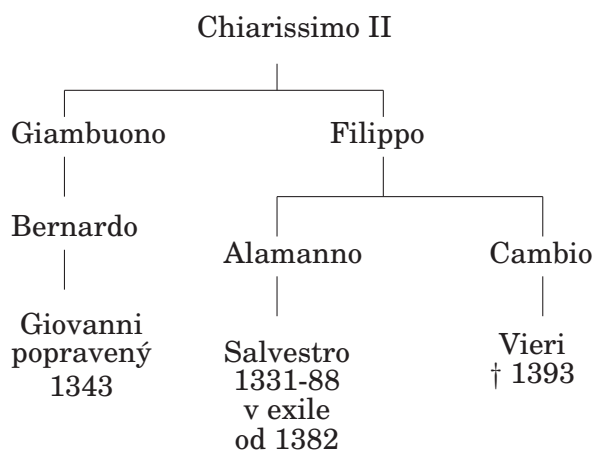 Chiarissimo II
Giambuono
Filippo
Bernardo
Alamanno
Cambio
Giovanni
popravený
1343
Salvestro
1331-88
v exile
od 1382
Vieri
† 1393